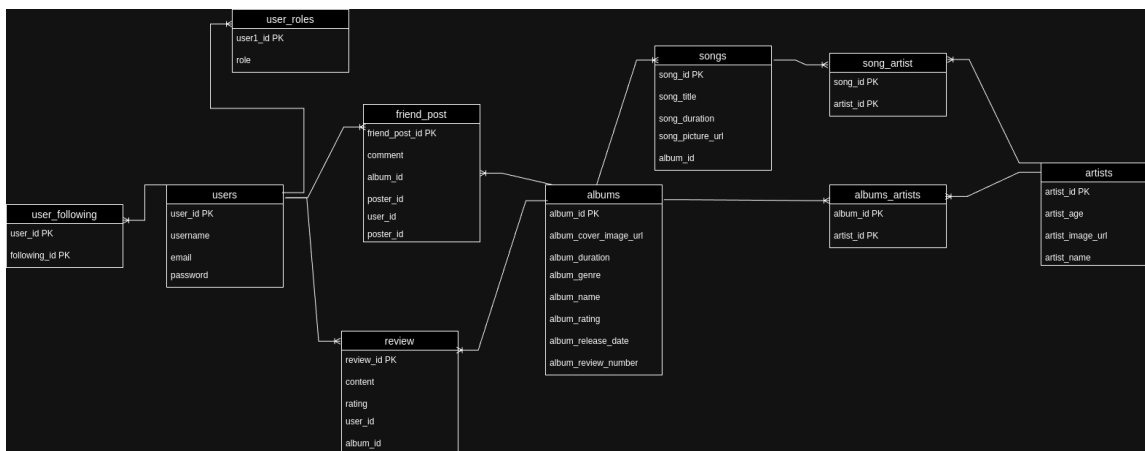 user_roles
user1_id PK
role
user_following
user_id PK
following_id PK
users
user_id PK
username
email
password
friend_post
friend_post_id PK
comment
album_id
poster_id
user_id
poster_id
review
review_id PK
content
rating
user_id
album_id
albums
album_id PK
album_cover_image_url
album_duration
album_genre
album_name
album_rating
album_release_date
album_review_number
songs
song_id PK
song_title
song_duration
song_picture_url
album_id
song_artist
song_id PK
artist_id PK
albums_artists
album_id PK
artist_id PK
artists
artist_id PK
artist_age
artist_image_url
artist_name